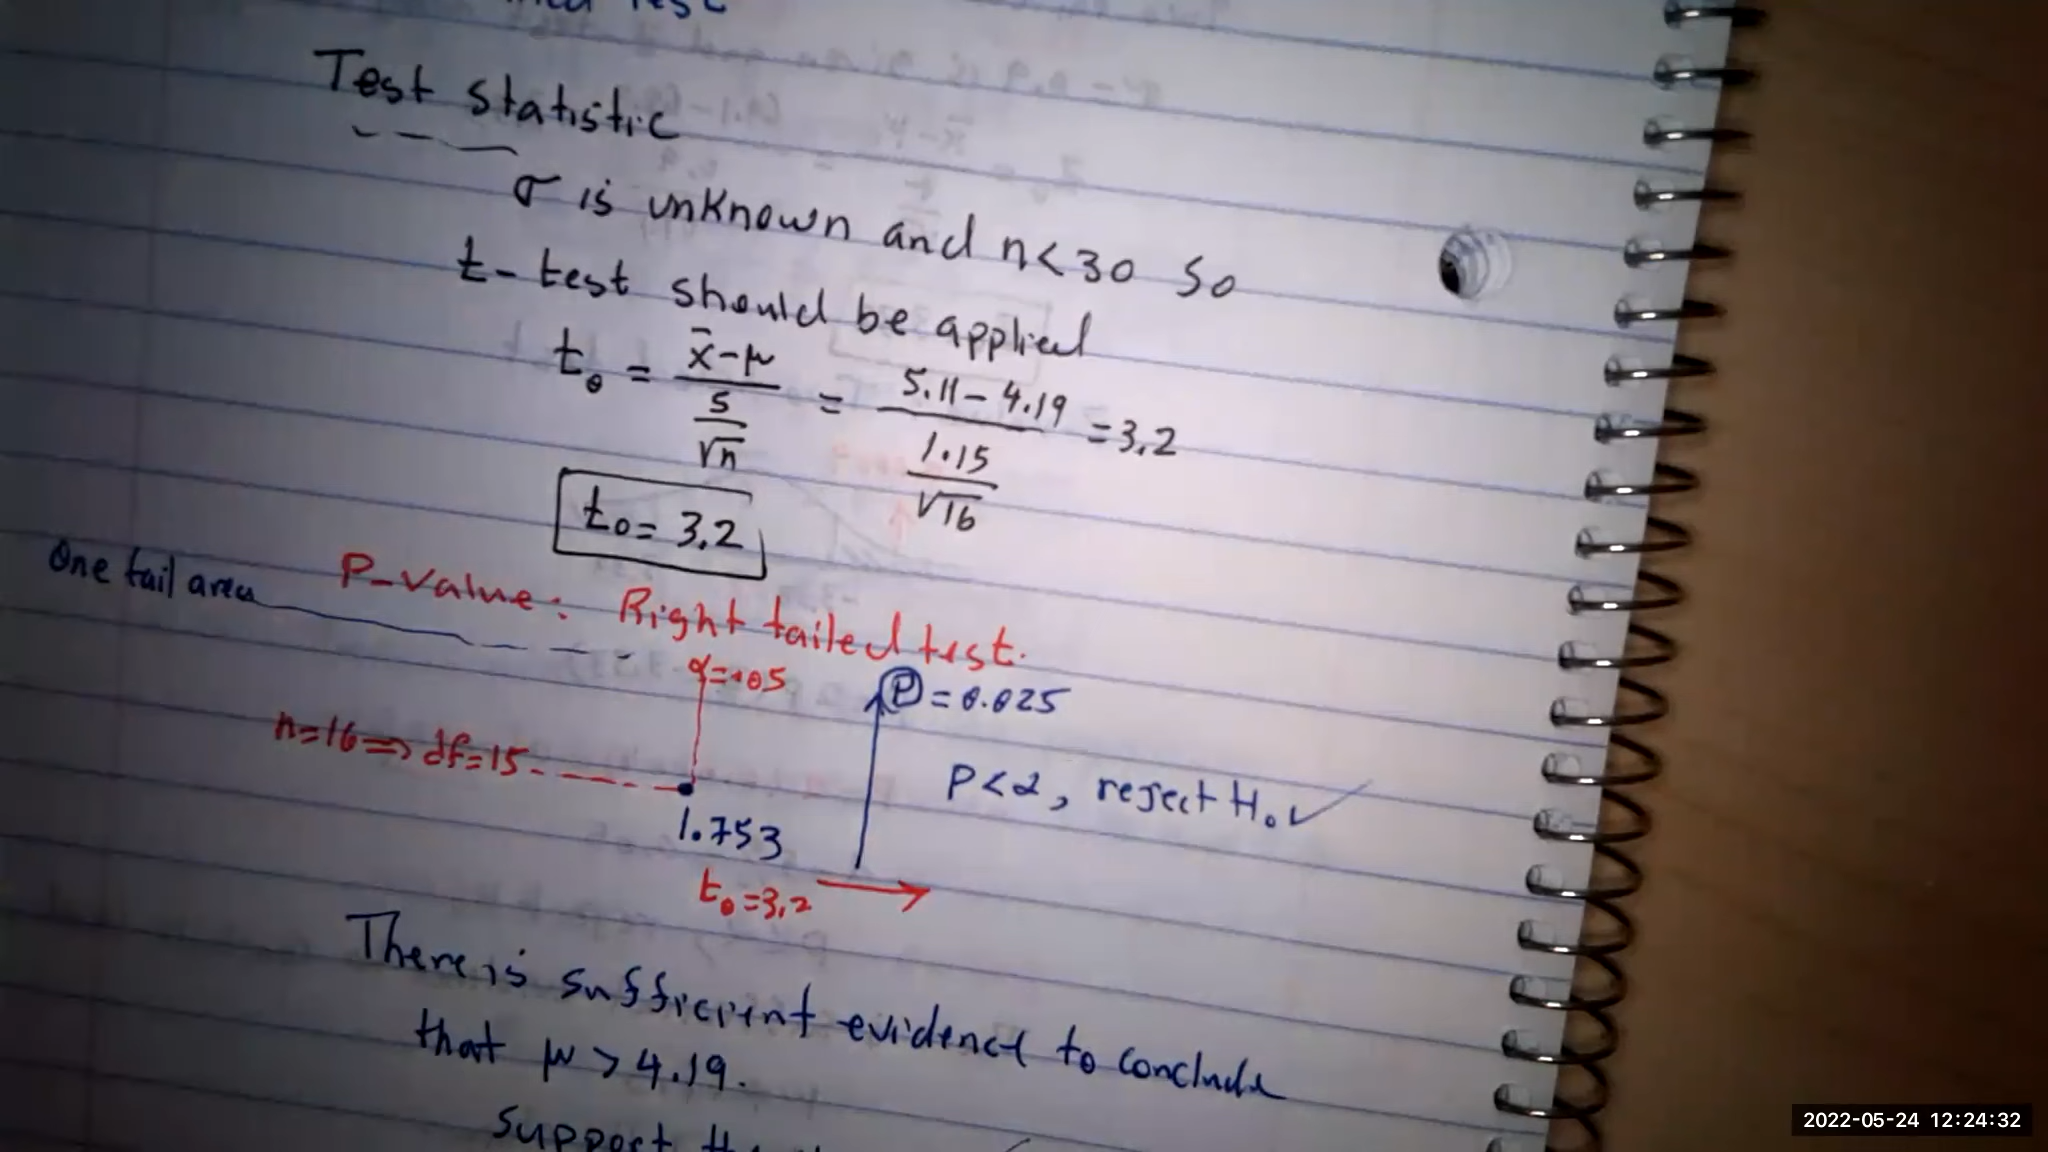 Test
Test statistic
σ is unknown and n<30 So
t- test should be applied
t₀ = x̄-μ / s/√n = 5.11-4.19 / 1.15/√16 = 3.2
t₀= 3.2
One tail area P-value: Right tailed test.
α=.05
P = 0.025
n=16 => df=15
P<α, reject H₀ ✓
1.753
t₀=3.2
There is sufficient evidence to conclude
that μ > 4.19.
Support
2022-05-24 12:24:32